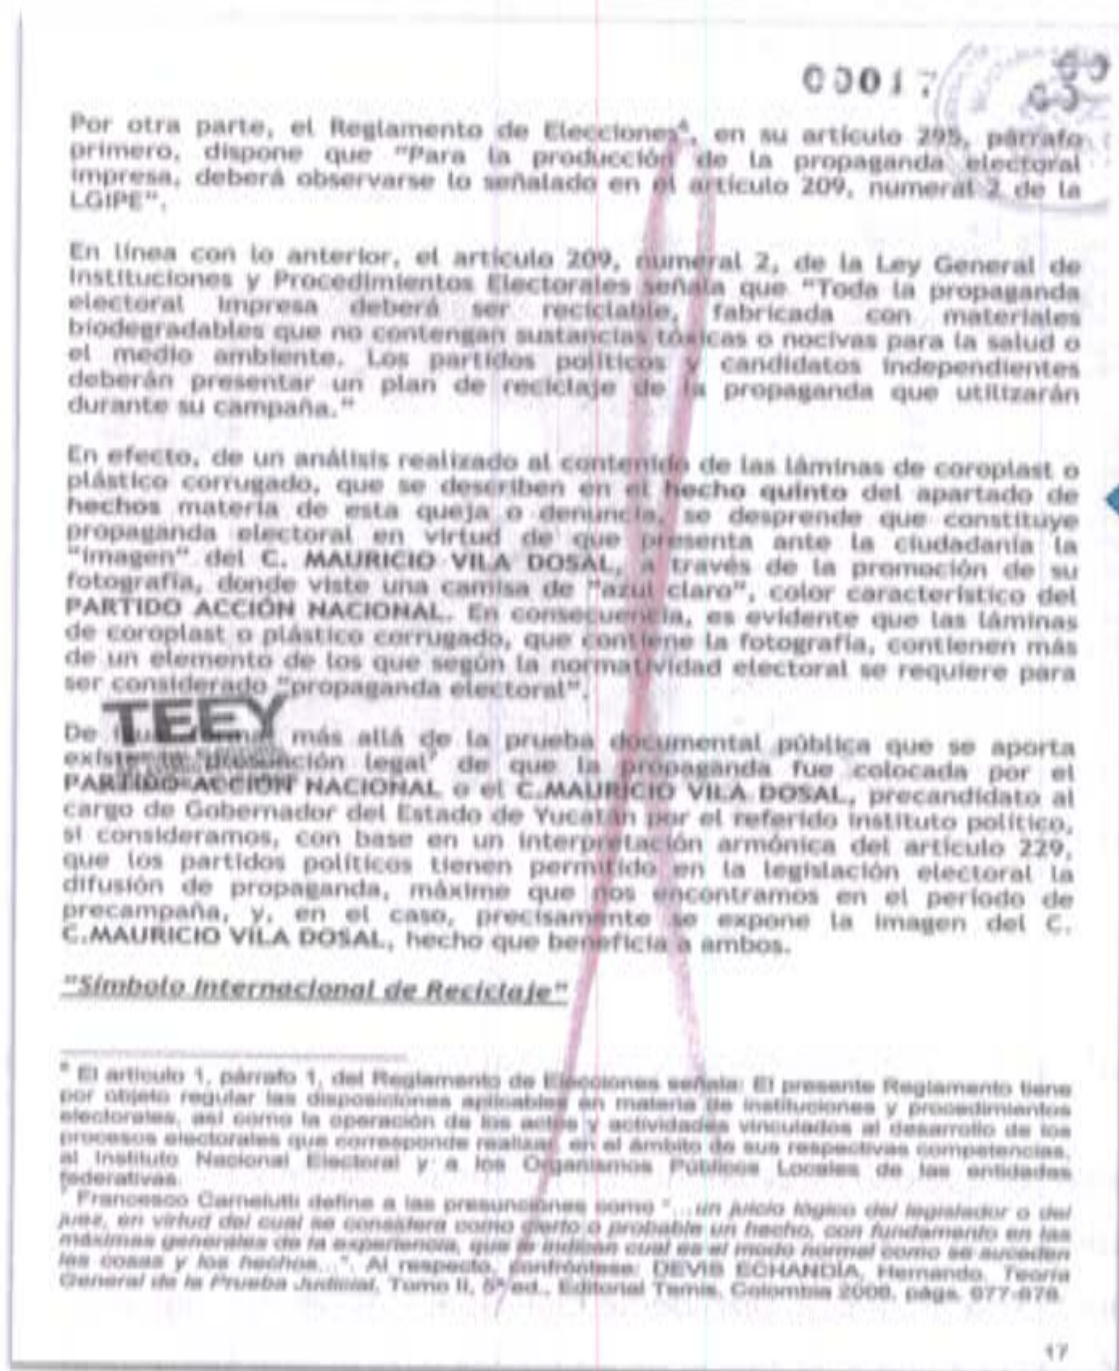 00017
Por otra parte, el Reglamento de Elecciones⁶, en su artículo 295, párrafo
primero, dispone que "Para la producción de la propaganda electoral
impresa, deberá observarse lo señalado en el artículo 209, numeral 2 de la
LGIPE".
En línea con lo anterior, el artículo 209, numeral 2, de la Ley General de
Instituciones y Procedimientos Electorales señala que "Toda la propaganda
electoral impresa deberá ser reciclable, fabricada con materiales
biodegradables que no contengan sustancias tóxicas o nocivas para la salud o
el medio ambiente. Los partidos políticos y candidatos independientes
deberán presentar un plan de reciclaje de la propaganda que utilizarán
durante su campaña."
En efecto, de un análisis realizado al contenido de las láminas de coroplast o
plástico corrugado, que se describen en el hecho quinto del apartado de
hechos materia de esta queja o denuncia, se desprende que constituye
propaganda electoral en virtud de que presenta ante la ciudadanía la
"imagen" del C. MAURICIO VILA DOSAL, a través de la promoción de su
fotografía, donde viste una camisa de "azul claro", color característico del
PARTIDO ACCIÓN NACIONAL. En consecuencia, es evidente que las láminas
de coroplast o plástico corrugado, que contiene la fotografía, contienen más
de un elemento de los que según la normatividad electoral se requiere para
ser considerado "propaganda electoral".
TEEY
De más allá de la prueba documental pública que se aporta
existe la presunción legal⁷ de que la propaganda fue colocada por el
PARTIDO ACCIÓN NACIONAL o el C.MAURICIO VILA DOSAL, precandidato al
cargo de Gobernador del Estado de Yucatán por el referido instituto político,
si consideramos, con base en un interpretación armónica del artículo 229,
que los partidos políticos tienen permitido en la legislación electoral la
difusión de propaganda, máxime que nos encontramos en el período de
precampaña, y, en el caso, precisamente se expone la imagen del C.
C.MAURICIO VILA DOSAL, hecho que beneficia a ambos.
"Símbolo Internacional de Reciclaje"
⁶ El artículo 1, párrafo 1, del Reglamento de Elecciones señala: El presente Reglamento tiene
por objeto regular las disposiciones aplicables en materia de instituciones y procedimientos
electorales, así como la operación de los actos y actividades vinculados al desarrollo de los
procesos electorales que corresponde realizar, en el ámbito de sus respectivas competencias,
al Instituto Nacional Electoral y a los Organismos Públicos Locales de las entidades
federativas.
⁷ Francesco Carnelutti define a las presunciones como "...un juicio lógico del legislador o del
juez, en virtud del cual se considera como cierto o probable un hecho, con fundamento en las
máximas generales de la experiencia, que le indican cual es el modo normal como se suceden
las cosas y los hechos...". Al respecto, confróntese: DEVIS ECHANDÍA, Hernando. Teoría
General de la Prueba Judicial, Tomo II, 5ª ed., Editorial Temis, Colombia 2006, págs. 677-678.
17